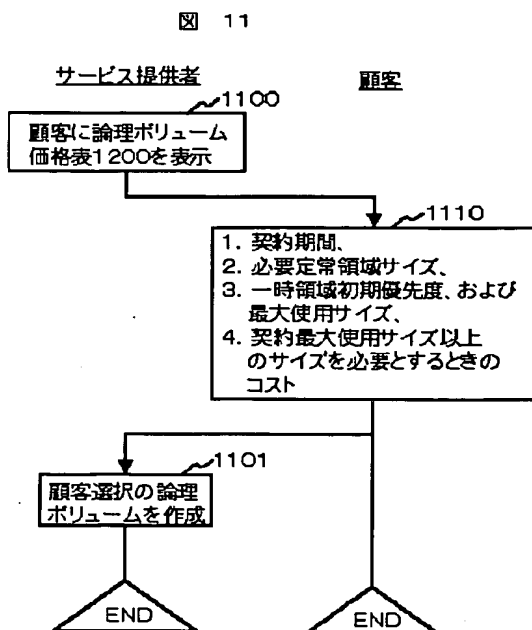 図 11
サービス提供者
顧客
1100
顧客に論理ボリューム
価格表1200を表示
1110
1. 契約期間、
2. 必要定常領域サイズ、
3. 一時領域初期優先度、および
最大使用サイズ、
4. 契約最大使用サイズ以上
のサイズを必要とするときの
コスト
1101
顧客選択の論理
ボリュームを作成
END
END